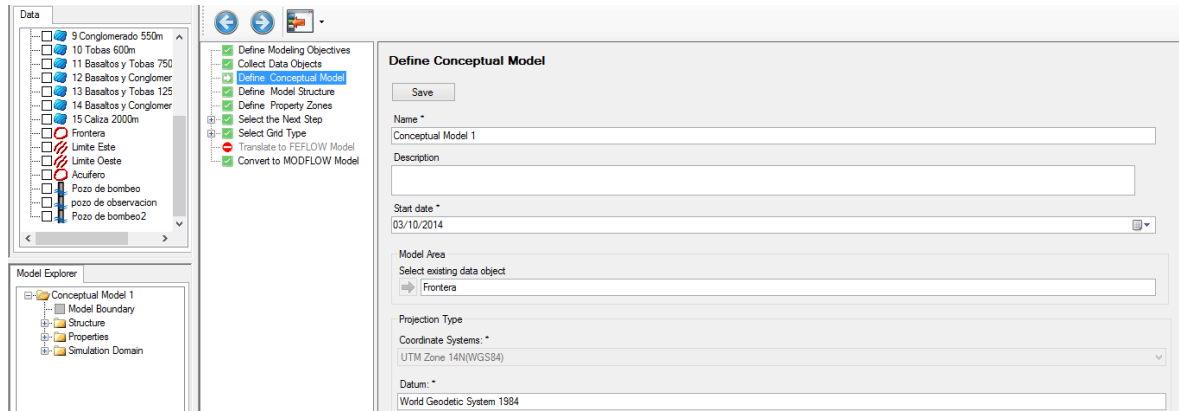 Data
9 Conglomerado 550m
10 Tobas 600m
11 Basaltos y Tobas 750
12 Basaltos y Conglomer
13 Basaltos y Tobas 125
14 Basaltos y Conglomer
15 Caliza 2000m
Frontera
Limite Este
Limite Oeste
Acuifero
Pozo de bombeo
pozo de observacion
Pozo de bombeo2
Model Explorer
Conceptual Model 1
Model Boundary
Structure
Properties
Simulation Domain
Define Modeling Objectives
Collect Data Objects
Define Conceptual Model
Define Model Structure
Define Property Zones
Select the Next Step
Select Grid Type
Translate to FEFLOW Model
Convert to MODFLOW Model
Define Conceptual Model
Save
Name *
Conceptual Model 1
Description
Start date *
03/10/2014
Model Area
Select existing data object
Frontera
Projection Type
Coordinate Systems: *
UTM Zone 14N(WGS84)
Datum: *
World Geodetic System 1984